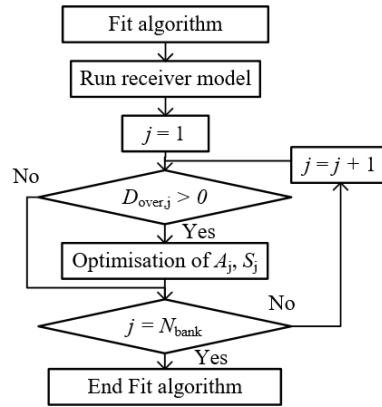 Fit algorithm
Run receiver model
j = 1
j = j + 1
No
D_over,j > 0
Yes
Optimisation of A_j, S_j
No
j = N_bank
Yes
End Fit algorithm